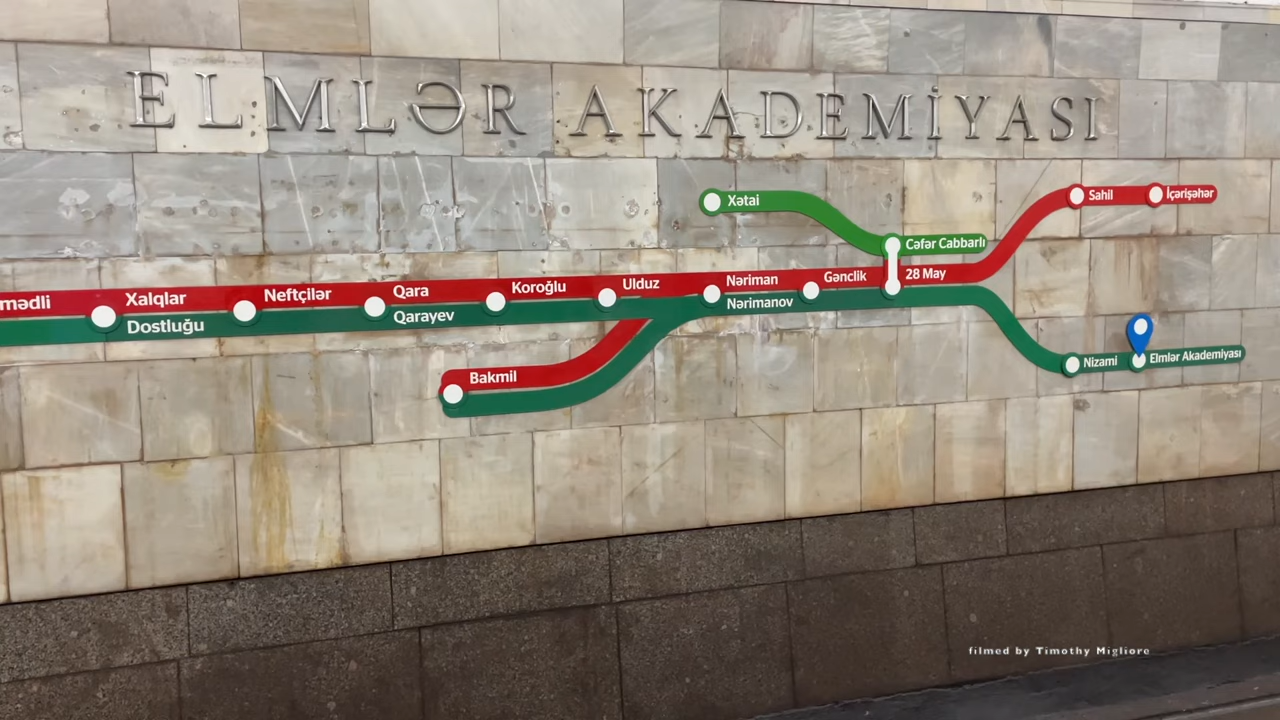 ELMLƏR AKADEMİYASI
Xətai
Cəfər Cabbarlı
Sahil
İçərişəhər
mədli
Xalqlar
Dostluğu
Neftçilər
Qara
Qarayev
Koroğlu
Ulduz
Nəriman
Nərimanov
Gənclik
28 May
Bakmil
Nizami
Elmlər Akademiyası
filmed by Timothy Migliore